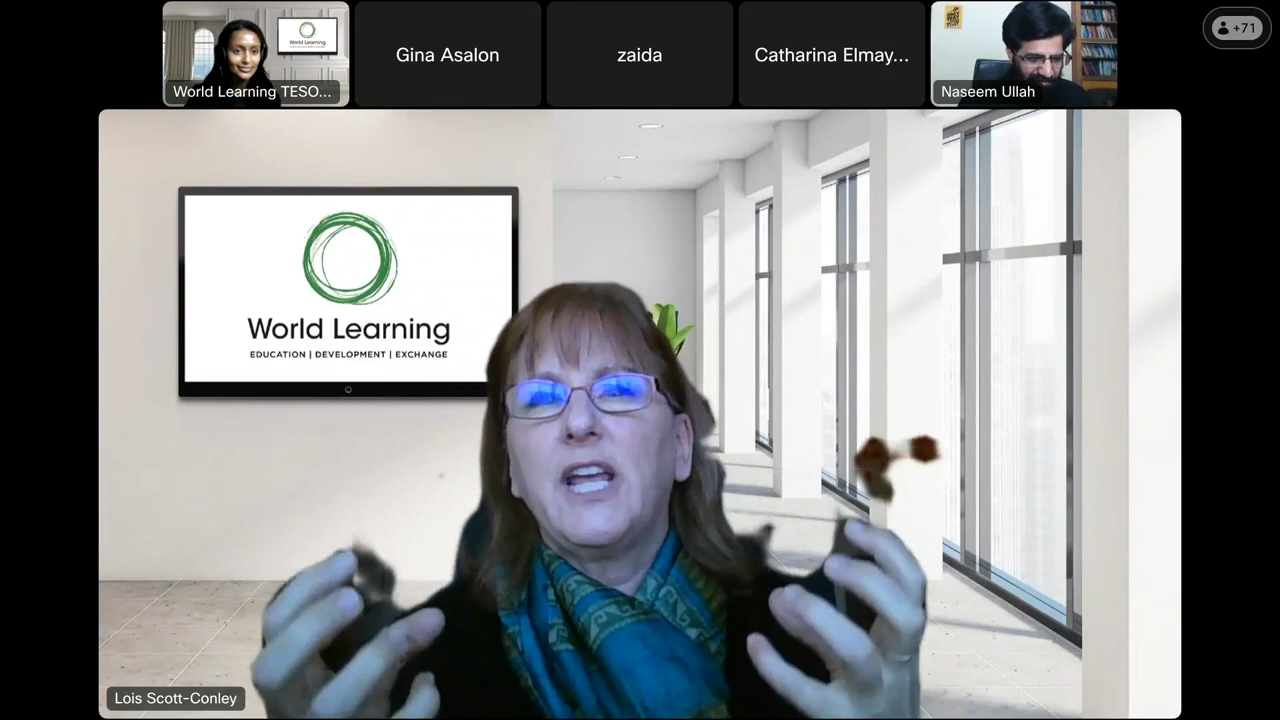 World Learning TESO...
Gina Asalon
zaida
Catharina Elmay...
Naseem Ullah
+71
World Learning
EDUCATION | DEVELOPMENT | EXCHANGE
Lois Scott-Conley